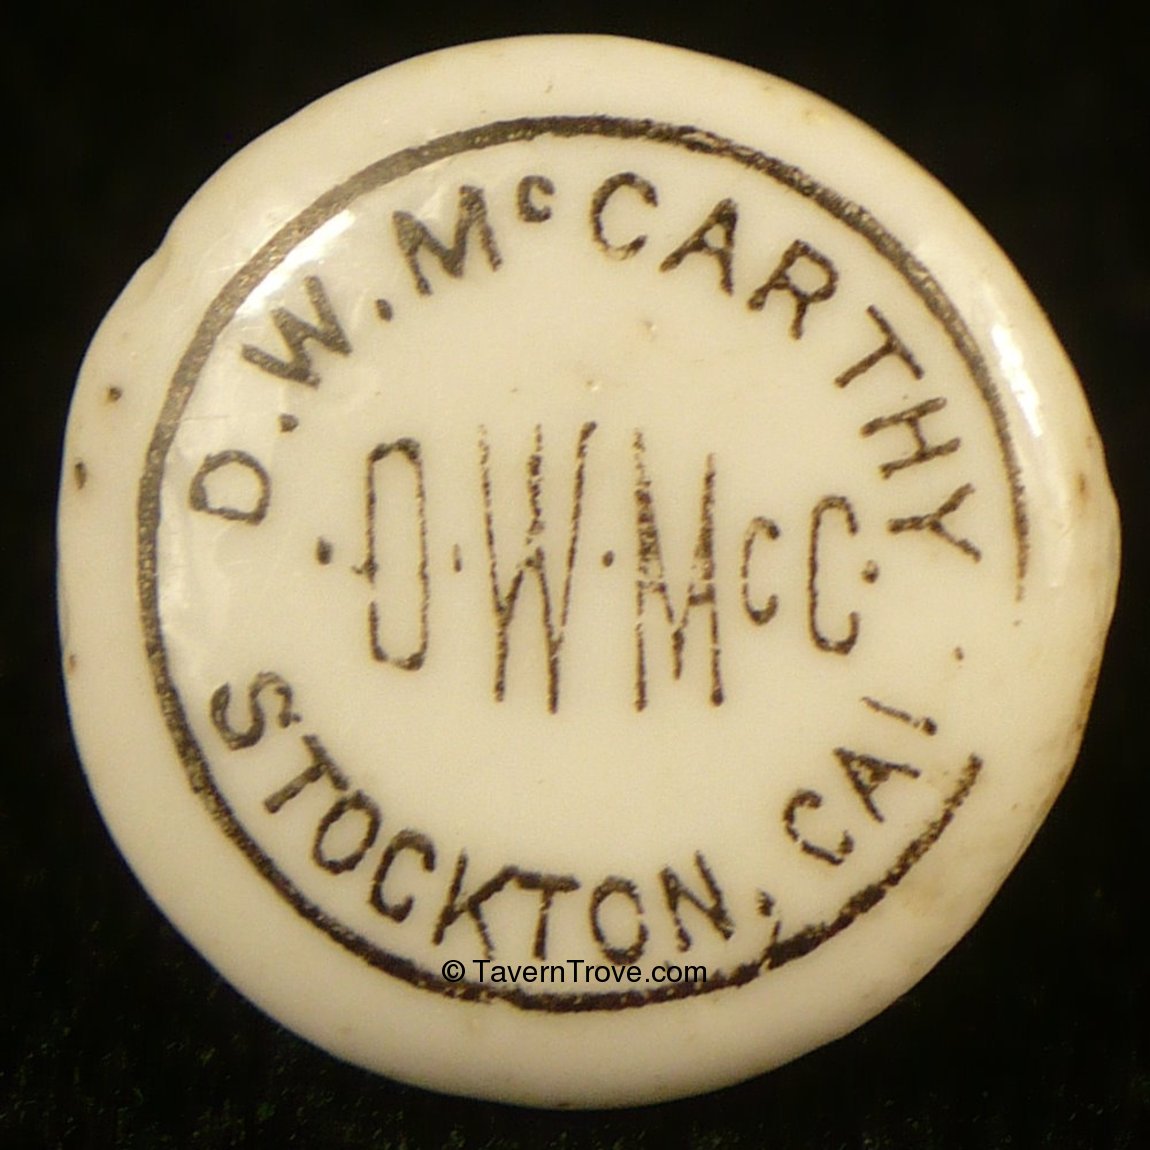 D.W.McCARTHY
·D·W·McC·
STOCKTON, CAL
© TavernTrove.com